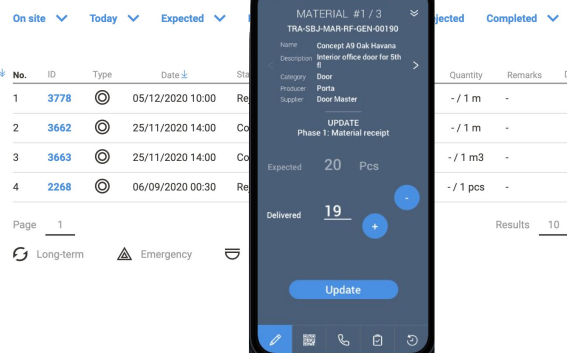 On site Today Expected ejected Completed
No. ID Type Date Sta Quantity Remarks
1 3778 05/12/2020 10:00 Re - / 1 m -
2 3662 25/11/2020 14:00 Co - / 1 m -
3 3663 25/11/2020 14:00 Co - / 1 m3 -
4 2268 06/09/2020 00:30 Re - / 1 pcs -
Page 1
Results 10
Long-term Emergency
MATERIAL #1 / 3
TRA-SBJ-MAR-RF-GEN-00190
Name Concept A9 Oak Havana
Description Interior office door for 5th
fl
Category Door
Producer Porta
Supplier Door Master
UPDATE
Phase 1: Material receipt
Expected 20 Pcs
-
Delivered 19
+
Update